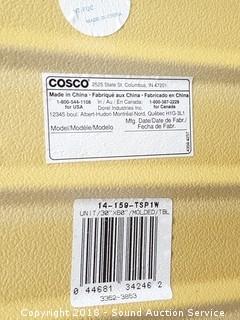 COSCO 2525 State St. Columbus, IN 47201
Made in China • Fabriqué aux Chine • Fabricado en China
1-800-544-1108 In / Au / En Canada: 1-800-387-2229
for USA Dorel Industries Inc. for Canada
12345 boul. Albert-Hudon Montréal-Nord, Québec H1G-3L1
Model/Modèle/Modelo
Mfg. Date/Date de Fabr./
Fecha de Fabr.
14-159-TSP1W
UNIT/30"X60"/MOLDED/TBL
0 44681 34246 2
3352-3853
Copyright 2018 - Sound Auction Service